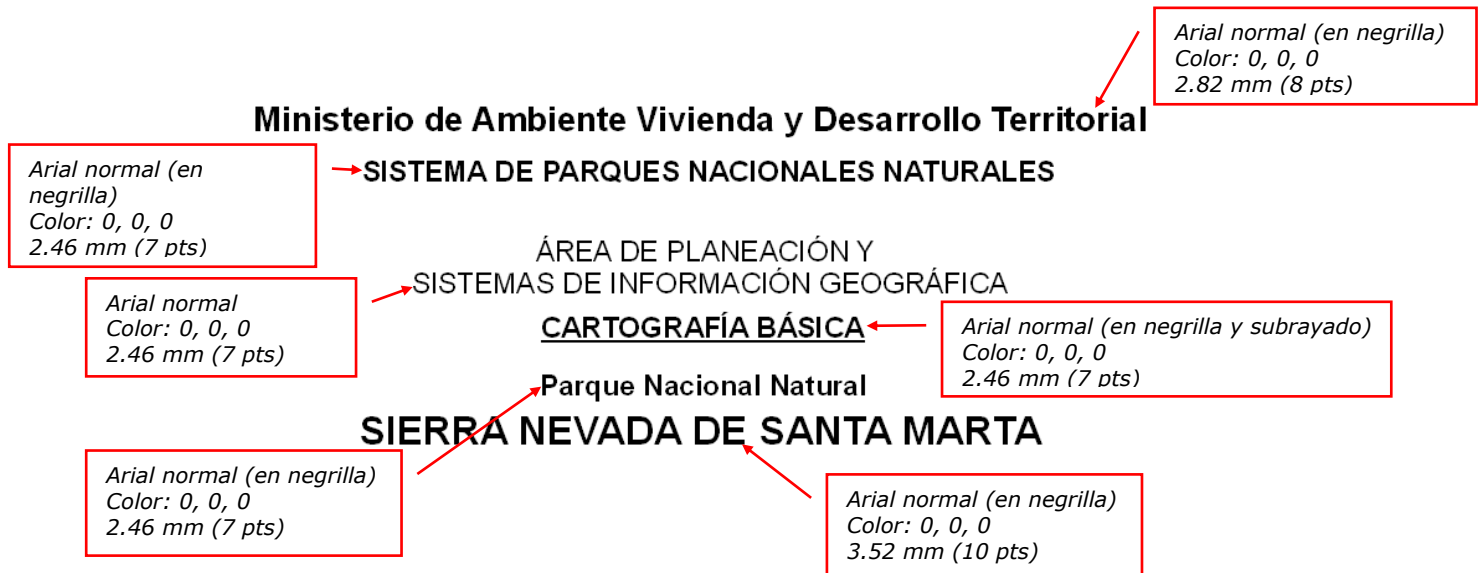 Arial normal (en negrilla)
Color: 0, 0, 0
2.82 mm (8 pts)
Ministerio de Ambiente Vivienda y Desarrollo Territorial
Arial normal (en
negrilla)
Color: 0, 0, 0
2.46 mm (7 pts)
SISTEMA DE PARQUES NACIONALES NATURALES
ÁREA DE PLANEACIÓN Y
SISTEMAS DE INFORMACIÓN GEOGRÁFICA
Arial normal
Color: 0, 0, 0
2.46 mm (7 pts)
CARTOGRAFÍA BÁSICA
Arial normal (en negrilla y subrayado)
Color: 0, 0, 0
2.46 mm (7 pts)
Parque Nacional Natural
SIERRA NEVADA DE SANTA MARTA
Arial normal (en negrilla)
Color: 0, 0, 0
2.46 mm (7 pts)
Arial normal (en negrilla)
Color: 0, 0, 0
3.52 mm (10 pts)